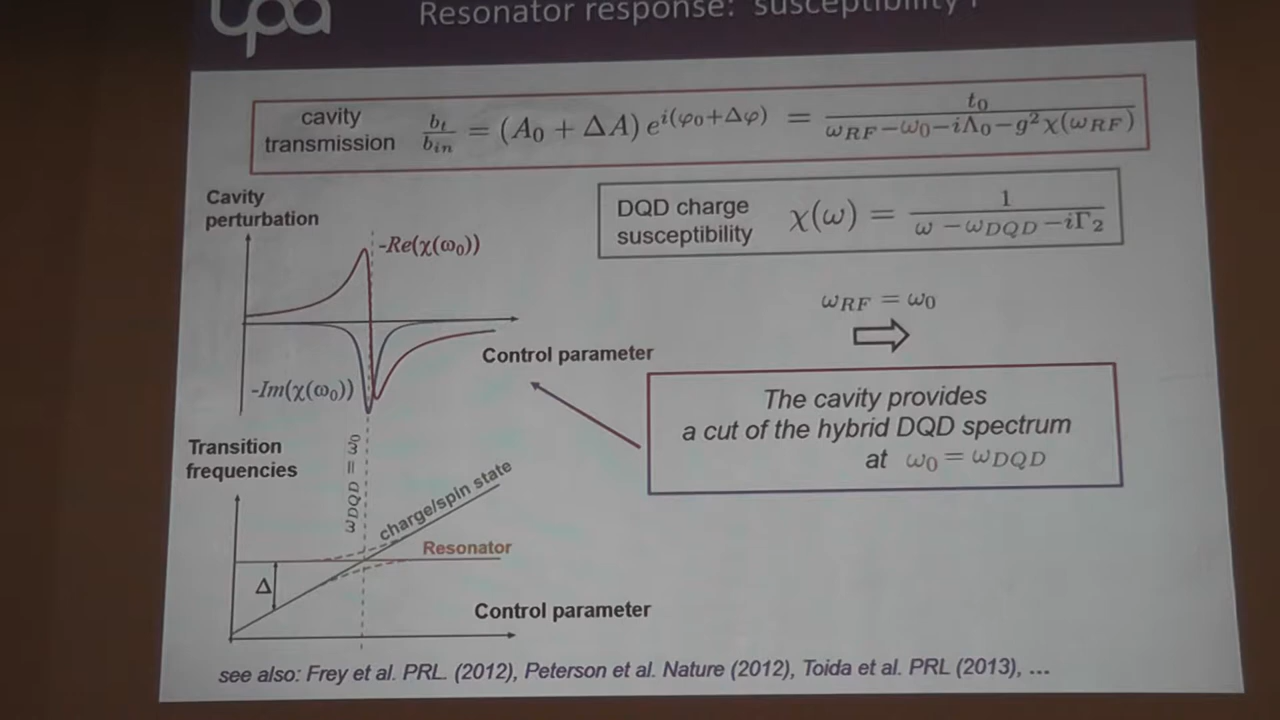 Resonator response: susceptibility
cavity
transmission
b_t/b_in = (A_0 + ΔA) e^{i(φ_0+Δφ)} = t_0/(ω_RF − ω_0 − iΛ_0 − g²χ(ω_RF))
Cavity
perturbation
-Re(χ(ω_0))
DQD charge
susceptibility
χ(ω) = 1/(ω − ω_DQD − iΓ_2)
ω_RF = ω_0
Control parameter
-Im(χ(ω_0))
The cavity provides
a cut of the hybrid DQD spectrum
at ω_0 = ω_DQD
Transition
frequencies
ω_DQD = ω_0
charge/spin state
Resonator
Δ
Control parameter
see also: Frey et al. PRL. (2012), Peterson et al. Nature (2012), Toida et al. PRL (2013), ...